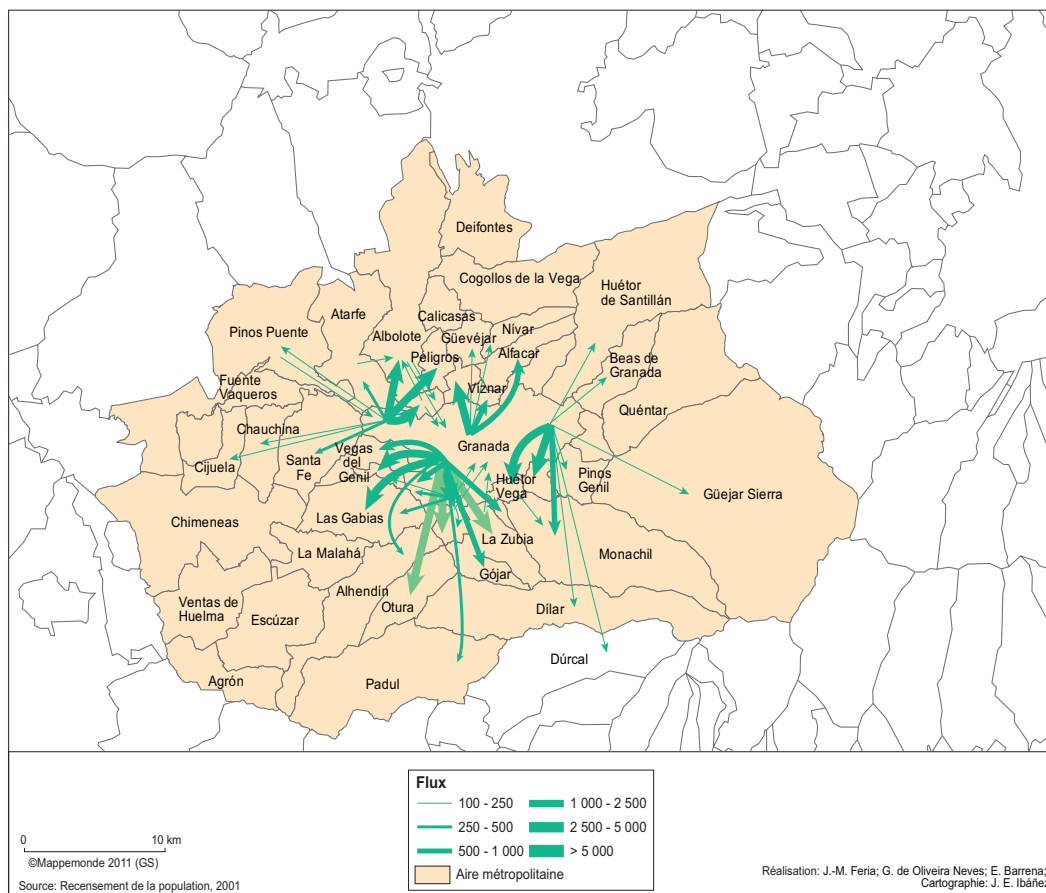 Deifontes
Cogollos de la Vega
Huétor
de Santillán
Atarfe
Calicasas
Pinos Puente
Albolote
Güevéjar
Nívar
Peligros
Alfacar
Beas de
Granada
Fuente
Vaqueros
Víznar
Quéntar
Chauchina
Granada
Cijuela
Santa
Fe
Vegas
del
Genil
Huétor
Vega
Pinos
Genil
Güejar Sierra
Chimeneas
Las Gabias
La Zubia
La Malahá
Monachil
Gójar
Alhendín
Ventas de
Huelma
Escúzar
Otura
Dílar
Dúrcal
Agrón
Padul
Flux
100 - 250
1 000 - 2 500
250 - 500
2 500 - 5 000
500 - 1 000
> 5 000
Aire métropolitaine
0 10 km
©Mappemonde 2011 (GS)
Source: Recensement de la population, 2001
Réalisation: J.-M. Feria; G. de Oliveira Neves; E. Barrena;
Cartographie: J. E. Ibáñez